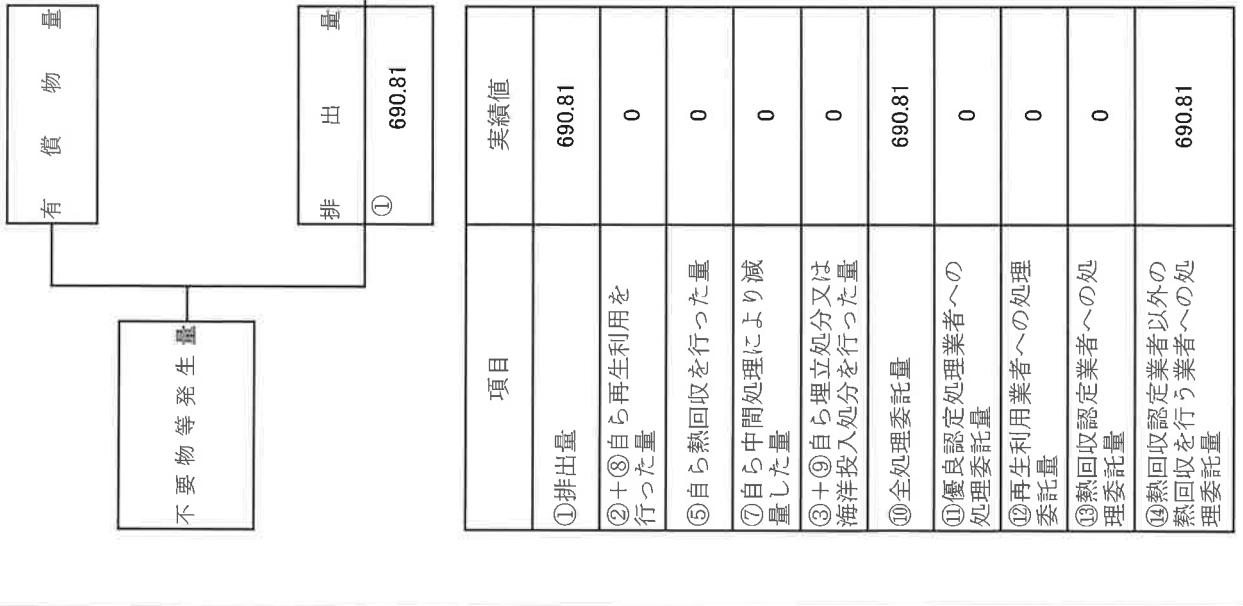 有償物量
不要物等発生量
排出量
①
690.81
項目
実績値
①排出量
690.81
②+⑧自ら再生利用を
行った量
0
⑤自ら熱回収を行った量
0
⑦自ら中間処理により減
量した量
0
③+⑨自ら埋立処分又は
海洋投入処分を行った量
0
⑩全処理委託量
690.81
⑪優良認定処理業者への
処理委託量
0
⑫再生利用業者への処理
委託量
0
⑬熱回収認定業者への処
理委託量
0
⑭熱回収認定業者以外の
熱回収を行う業者への処
理委託量
690.81